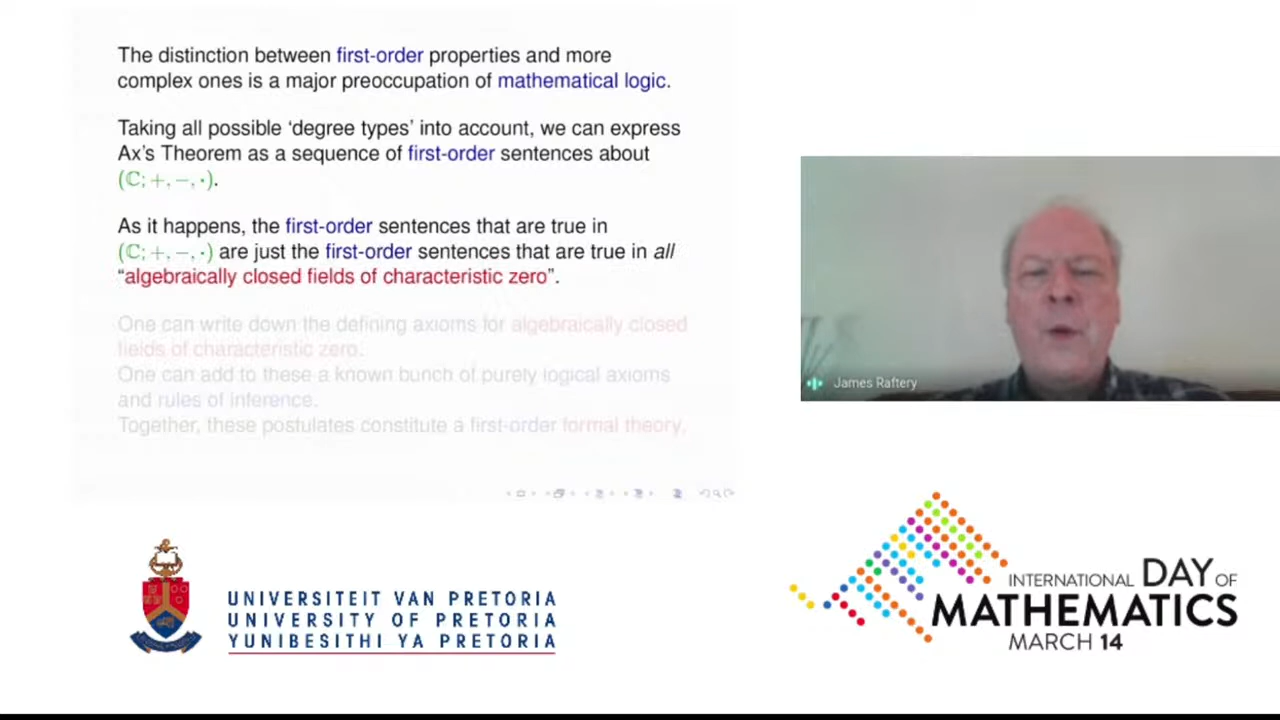 The distinction between first-order properties and more
complex ones is a major preoccupation of mathematical logic.
Taking all possible ‘degree types’ into account, we can express
Ax's Theorem as a sequence of first-order sentences about
(ℂ; +, −, ·).
As it happens, the first-order sentences that are true in
(ℂ; +, −, ·) are just the first-order sentences that are true in all
“algebraically closed fields of characteristic zero”.
One can write down the defining axioms for algebraically closed
fields of characteristic zero.
One can add to these a known bunch of purely logical axioms
and rules of inference.
Together, these postulates constitute a first-order formal theory.
James Raftery
UNIVERSITEIT VAN PRETORIA
UNIVERSITY OF PRETORIA
YUNIBESITHI YA PRETORIA
INTERNATIONAL DAY OF
MATHEMATICS
MARCH 14